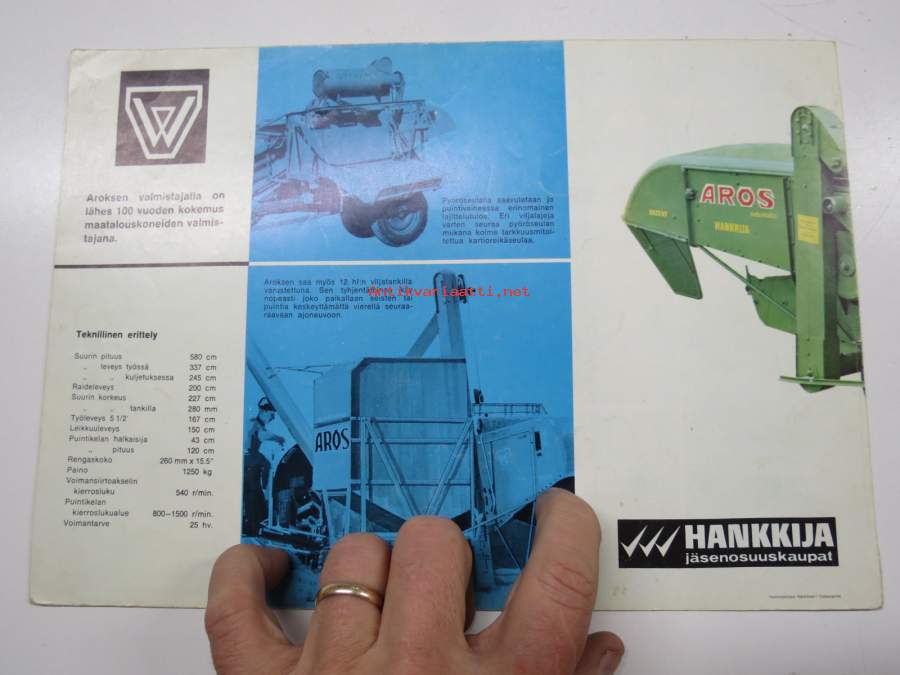 W
Aroksen valmistajalla on
lähes 100 vuoden kokemus
maatalouskoneiden valmis-
tajana.
Teknillinen erittely
Suurin pituus 580 cm
„ leveys työssä 337 cm
„ „ kuljetuksessa 245 cm
Raideleveys 200 cm
Suurin korkeus 227 cm
„ „ tankilla 280 mm
Työleveys 5 1/2' 167 cm
Leikkuuleveys 150 cm
Puintikelan halkaisija 43 cm
„ pituus 120 cm
Rengaskoko 260 mm x 15.5"
Paino 1250 kg
Voimansiirtoakselin
kierrosluku 540 r/min.
Puintikelan
kierroslukualue 800—1500 r/min.
Voimantarve 25 hv.
Pyöröseulalla saavutetaan jo
puintivaiheessa erinomainen
lajittelutulos. Eri viljalajeja
varten seuraa pyöröseulan
mukana kolme tarkkuusmitoi-
tettua kartioreikäseulaa.
Aroksen saa myös 12 hl:n viljatankilla
varustettuna. Sen tyhjentää
nopeasti joko paikallaan seisten tai
puintia keskeyttämättä vierellä seuraa-
raavaan ajoneuvoon.
antikvariaatti.net
AROS
AROS
HANKKIJA
HANKKIJA
jäsenosuuskaupat